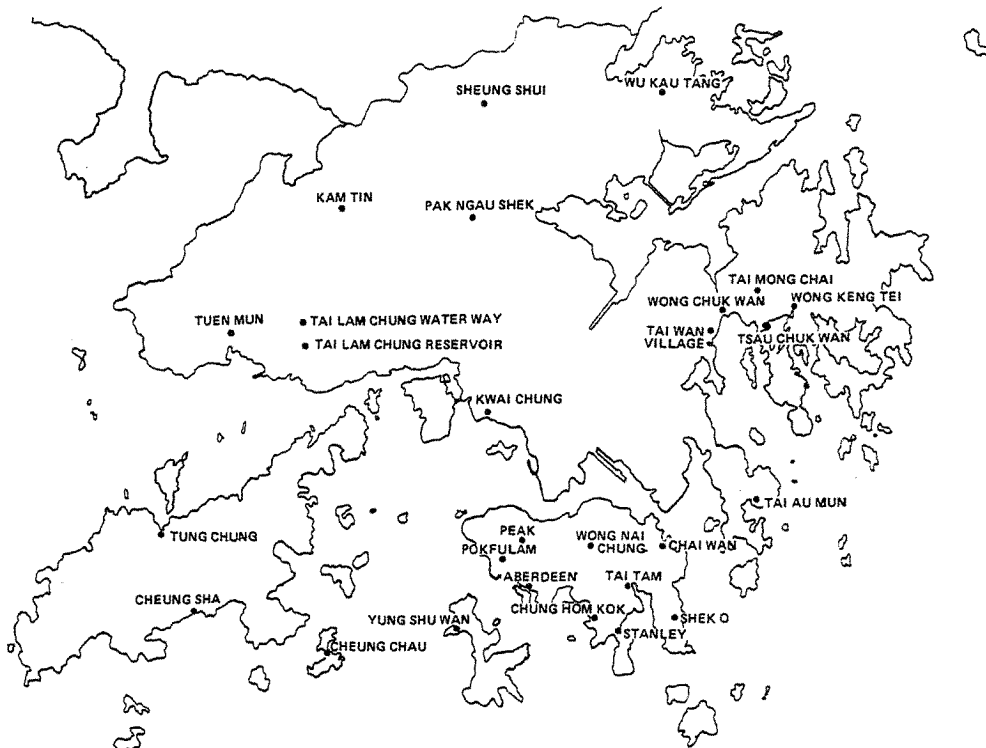 WU KAU TANG
SHEUNG SHUI
KAM TIN
PAK NGAU SHEK
TAI MONG CHAI
WONG CHUK WAN
WONG KENG TEI
TUEN MUN
TAI LAM CHUNG WATER WAY
TAI WAN
VILLAGE
TSAU CHUK WAN
TAI LAM CHUNG RESERVOIR
KWAI CHUNG
TAI AU MUN
TUNG CHUNG
PEAK
POKFULAM
WONG NAI
CHUNG
CHAI WAN
ABERDEEN
TAI TAM
CHEUNG SHA
CHUNG HOM KOK
YUNG SHU WAN
SHEK O
STANLEY
CHEUNG CHAU